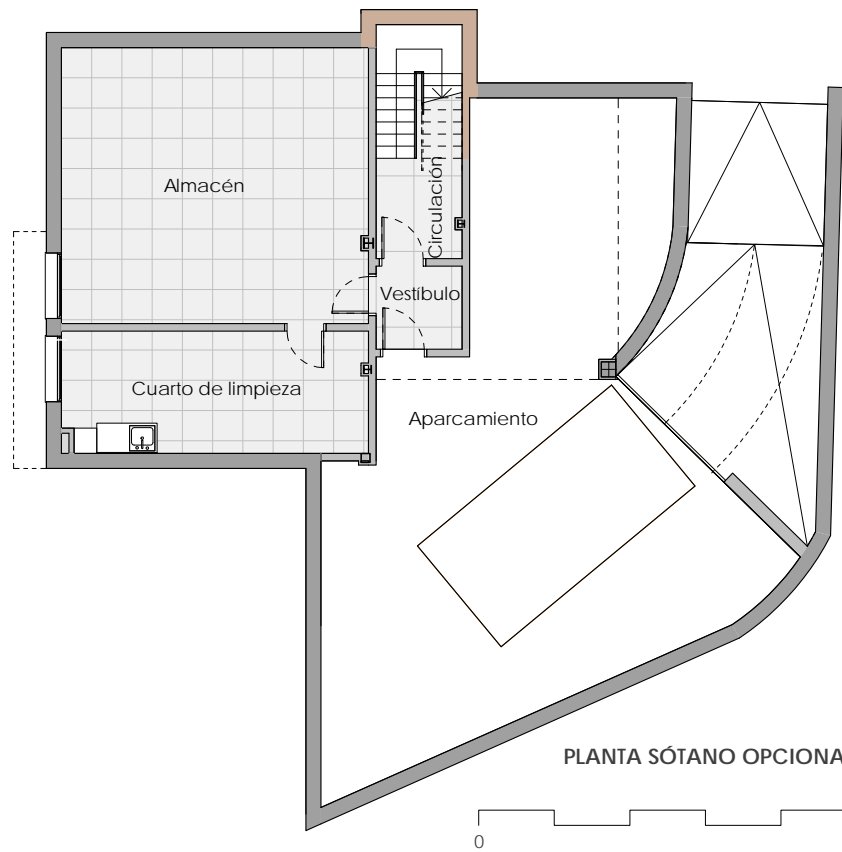 Almacén
Circulación
Vestíbulo
Cuarto de limpieza
Aparcamiento
PLANTA SÓTANO OPCIONA
0